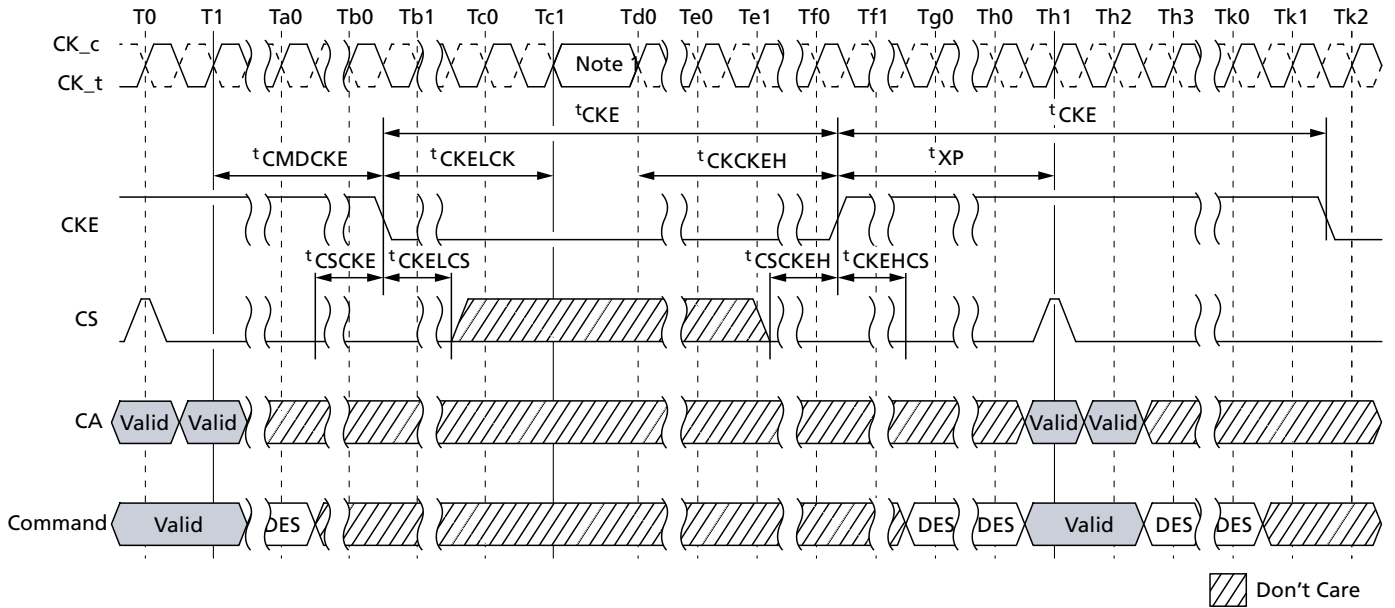 T0 T1 Ta0 Tb0 Tb1 Tc0 Tc1 Td0 Te0 Te1 Tf0 Tf1 Tg0 Th0 Th1 Th2 Th3 Tk0 Tk1 Tk2
CK_c
Note 1
CK_t
tCKE tCKE
tCMDCKE tCKELCK tCKCKEH tXP
CKE
tCSCKE tCKELCS tCSCKEH tCKEHCS
CS
CA Valid Valid Valid Valid
Command Valid DES DES DES Valid DES DES
Don't Care